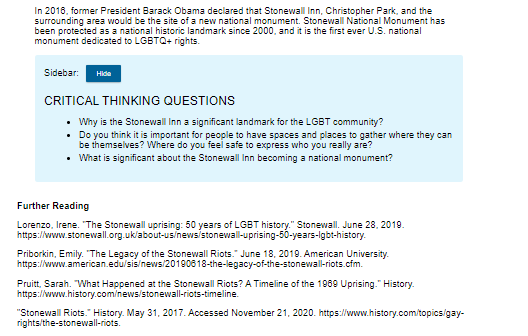 In 2016, former President Barack Obama declared that Stonewall Inn, Christopher Park, and the
surrounding area would be the site of a new national monument. Stonewall National Monument has
been protected as a national historic landmark since 2000, and it is the first ever U.S. national
monument dedicated to LGBTQ+ rights.
Sidebar: Hide
CRITICAL THINKING QUESTIONS
• Why is the Stonewall Inn a significant landmark for the LGBT community?
• Do you think it is important for people to have spaces and places to gather where they can
be themselves? Where do you feel safe to express who you really are?
• What is significant about the Stonewall Inn becoming a national monument?
Further Reading
Lorenzo, Irene. "The Stonewall uprising: 50 years of LGBT history." Stonewall. June 28, 2019.
https://www.stonewall.org.uk/about-us/news/stonewall-uprising-50-years-lgbt-history.
Priborkin, Emily. "The Legacy of the Stonewall Riots." June 18, 2019. American University.
https://www.american.edu/sis/news/20190618-the-legacy-of-the-stonewall-riots.cfm.
Pruitt, Sarah. "What Happened at the Stonewall Riots? A Timeline of the 1969 Uprising." History.
https://www.history.com/news/stonewall-riots-timeline.
"Stonewall Riots." History. May 31, 2017. Accessed November 21, 2020. https://www.history.com/topics/gay-
rights/the-stonewall-riots.